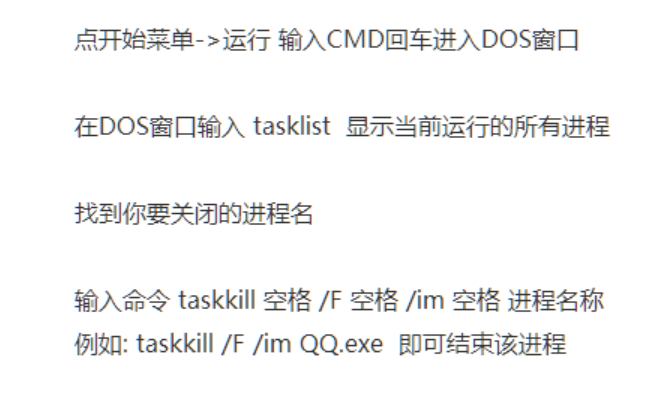 点开始菜单->运行 输入CMD回车进入DOS窗口
在DOS窗口输入 tasklist 显示当前运行的所有进程
找到你要关闭的进程名
输入命令 taskkill 空格 /F 空格 /im 空格 进程名称
例如: taskkill /F /im QQ.exe 即可结束该进程